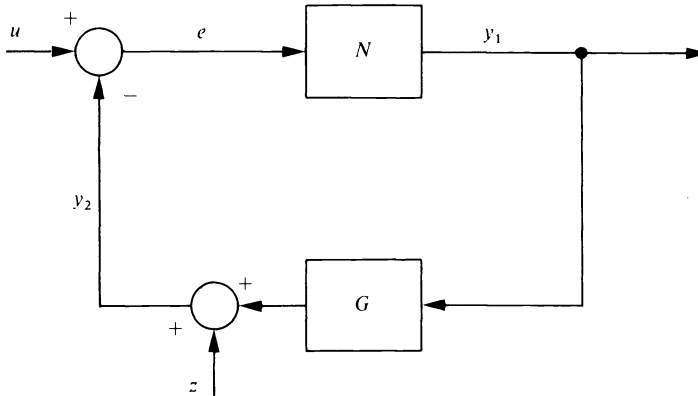 u
+
e
N
y₁
−
y₂
+
G
+
z